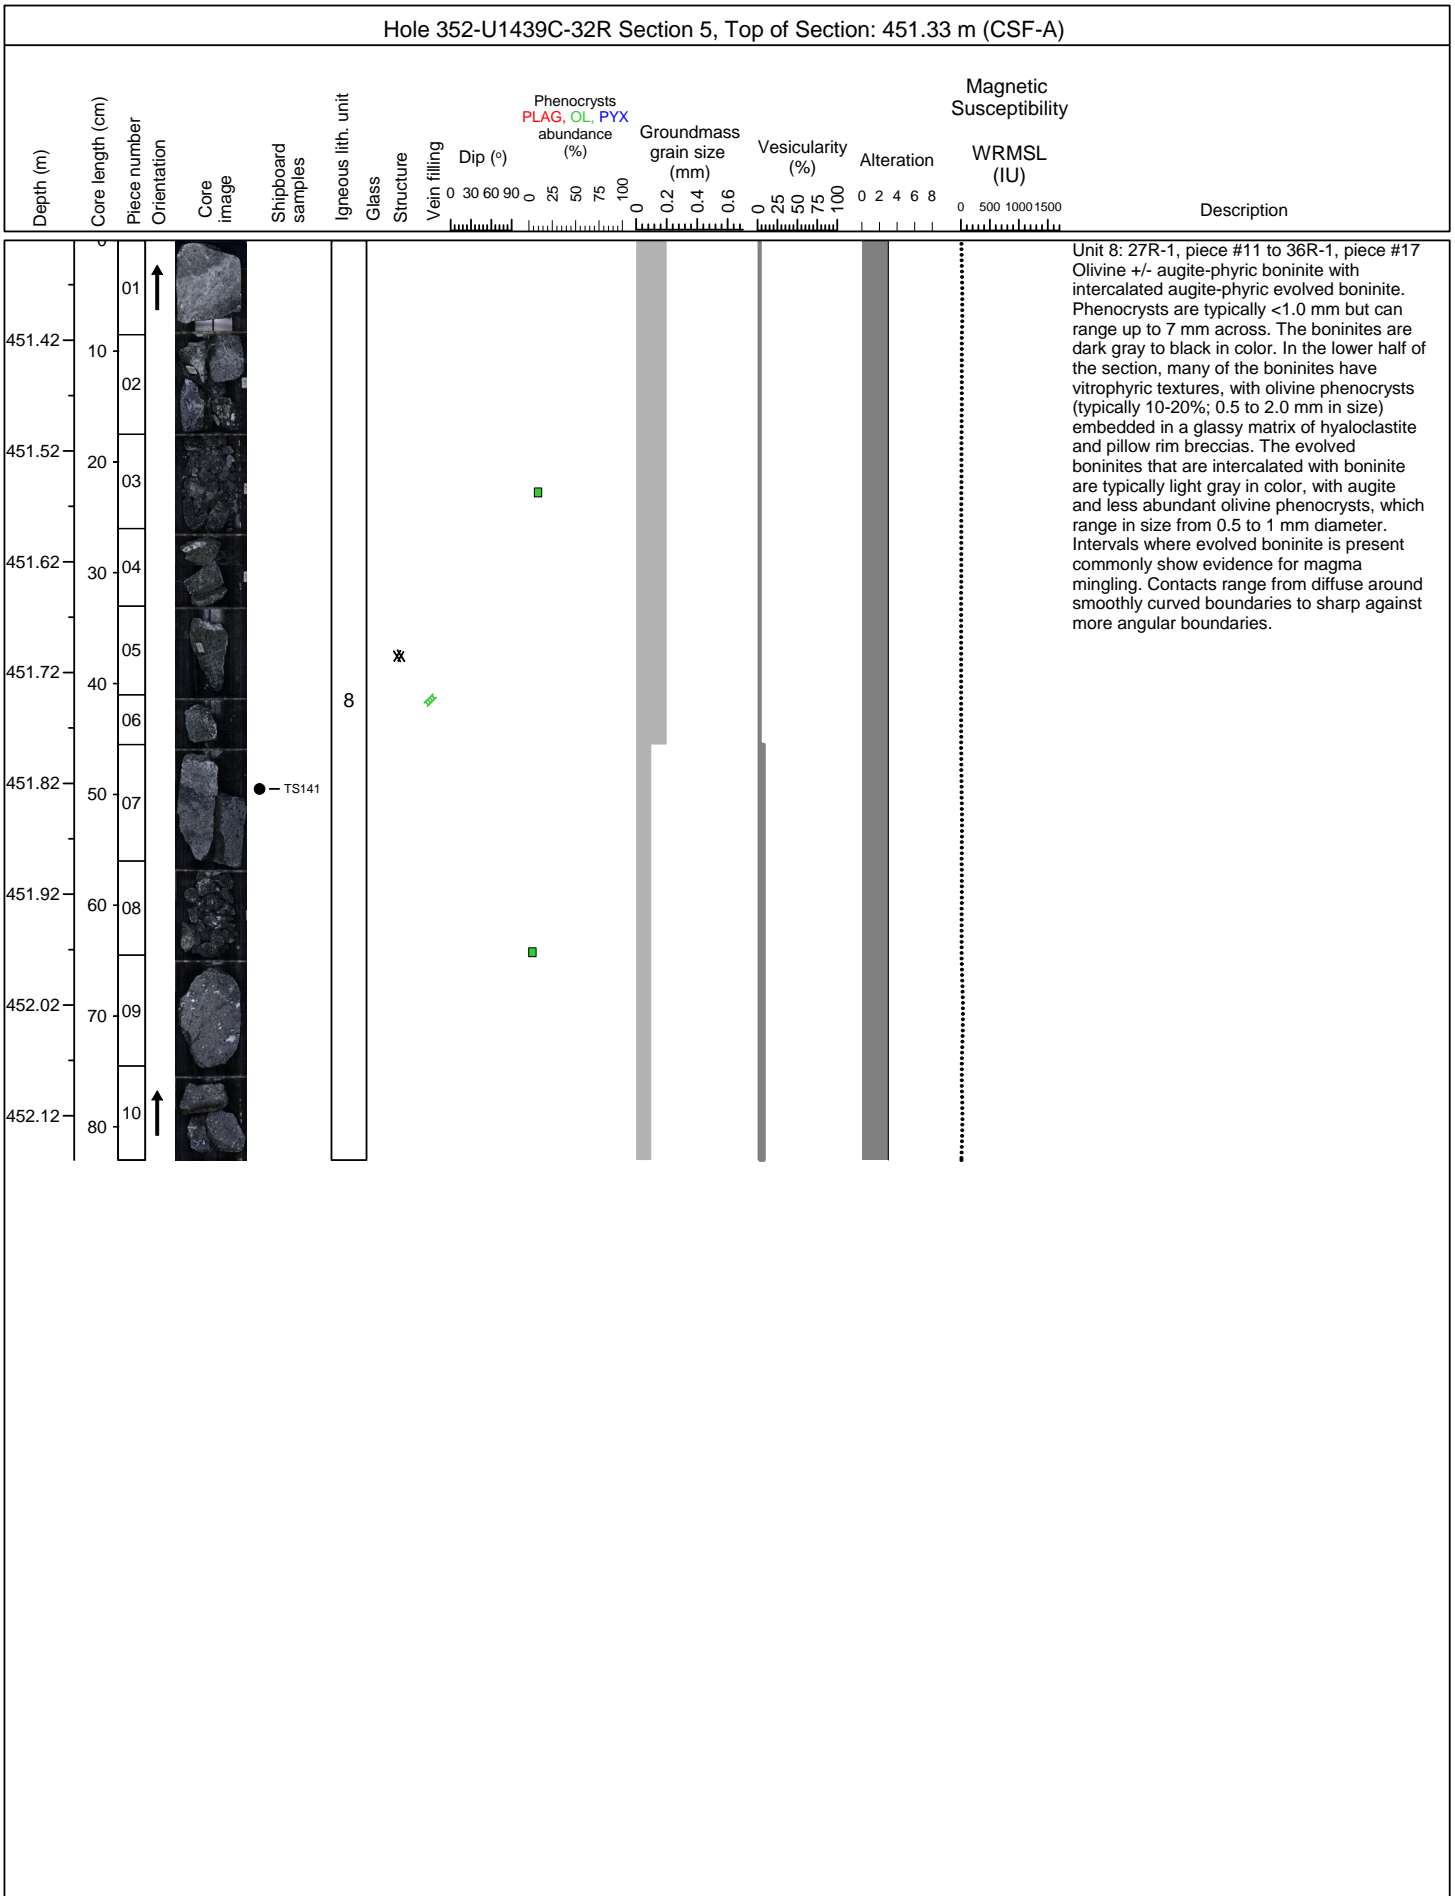 Hole 352-U1439C-32R Section 5, Top of Section: 451.33 m (CSF-A)
Depth (m)
Core length (cm)
Piece number
Orientation
Core
image
Shipboard
samples
Igneous lith. unit
Glass
Structure
Vein filling
Dip (°)
0 30 60 90
Phenocrysts
PLAG, OL, PYX
abundance
(%)
0 25 50 75 100
Groundmass
grain size
(mm)
0 0.2 0.4 0.6
Vesicularity
(%)
0 25 50 75 100
Alteration
0 2 4 6 8
Magnetic
Susceptibility
WRMSL
(IU)
0 500 1000 1500
Description
0
01
451.42
10
02
451.52
20
03
451.62
30
04
05
451.72
40
06
8
451.82
50
07
TS141
451.92
60
08
452.02
70
09
452.12
80
10
Unit 8: 27R-1, piece #11 to 36R-1, piece #17
Olivine +/- augite-phyric boninite with
intercalated augite-phyric evolved boninite.
Phenocrysts are typically <1.0 mm but can
range up to 7 mm across. The boninites are
dark gray to black in color. In the lower half of
the section, many of the boninites have
vitrophyric textures, with olivine phenocrysts
(typically 10-20%; 0.5 to 2.0 mm in size)
embedded in a glassy matrix of hyaloclastite
and pillow rim breccias. The evolved
boninites that are intercalated with boninite
are typically light gray in color, with augite
and less abundant olivine phenocrysts, which
range in size from 0.5 to 1 mm diameter.
Intervals where evolved boninite is present
commonly show evidence for magma
mingling. Contacts range from diffuse around
smoothly curved boundaries to sharp against
more angular boundaries.